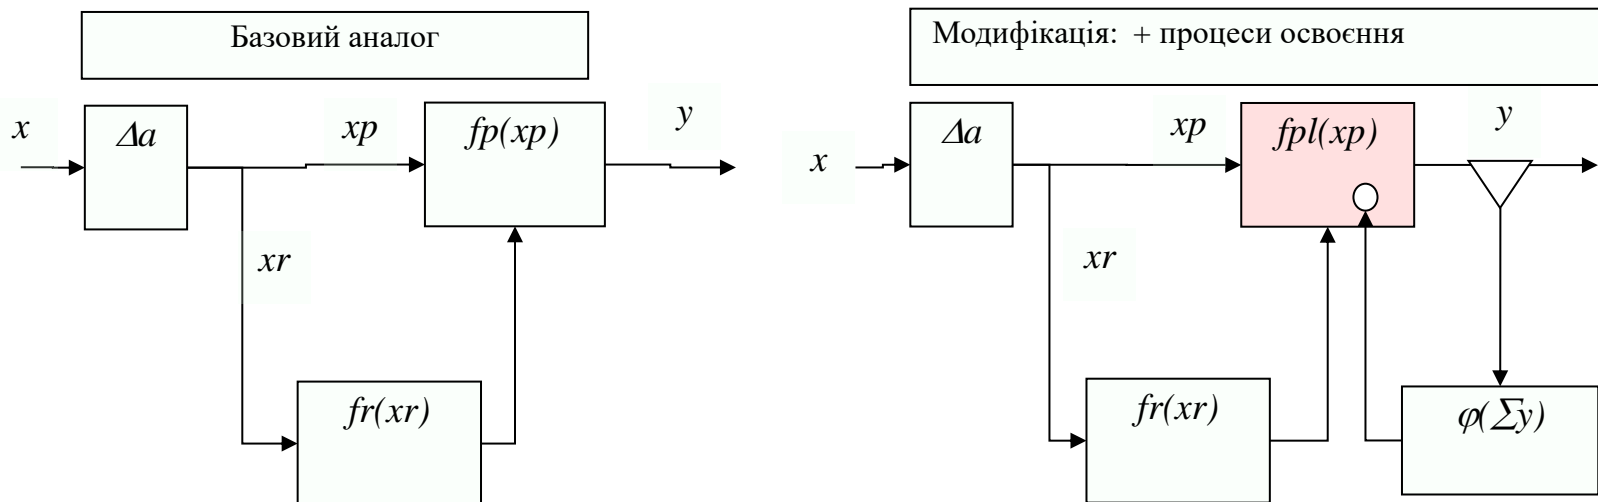 Базовий аналог
x
Δa
xp
fp(xp)
y
xr
fr(xr)
Модифікація: + процеси освоєння
x
Δa
xp
fpl(xp)
y
xr
fr(xr)
φ(∑y)